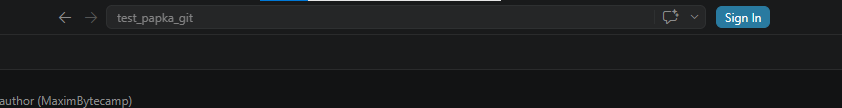 test_papka_git
Sign In
author (MaximBytecamp)